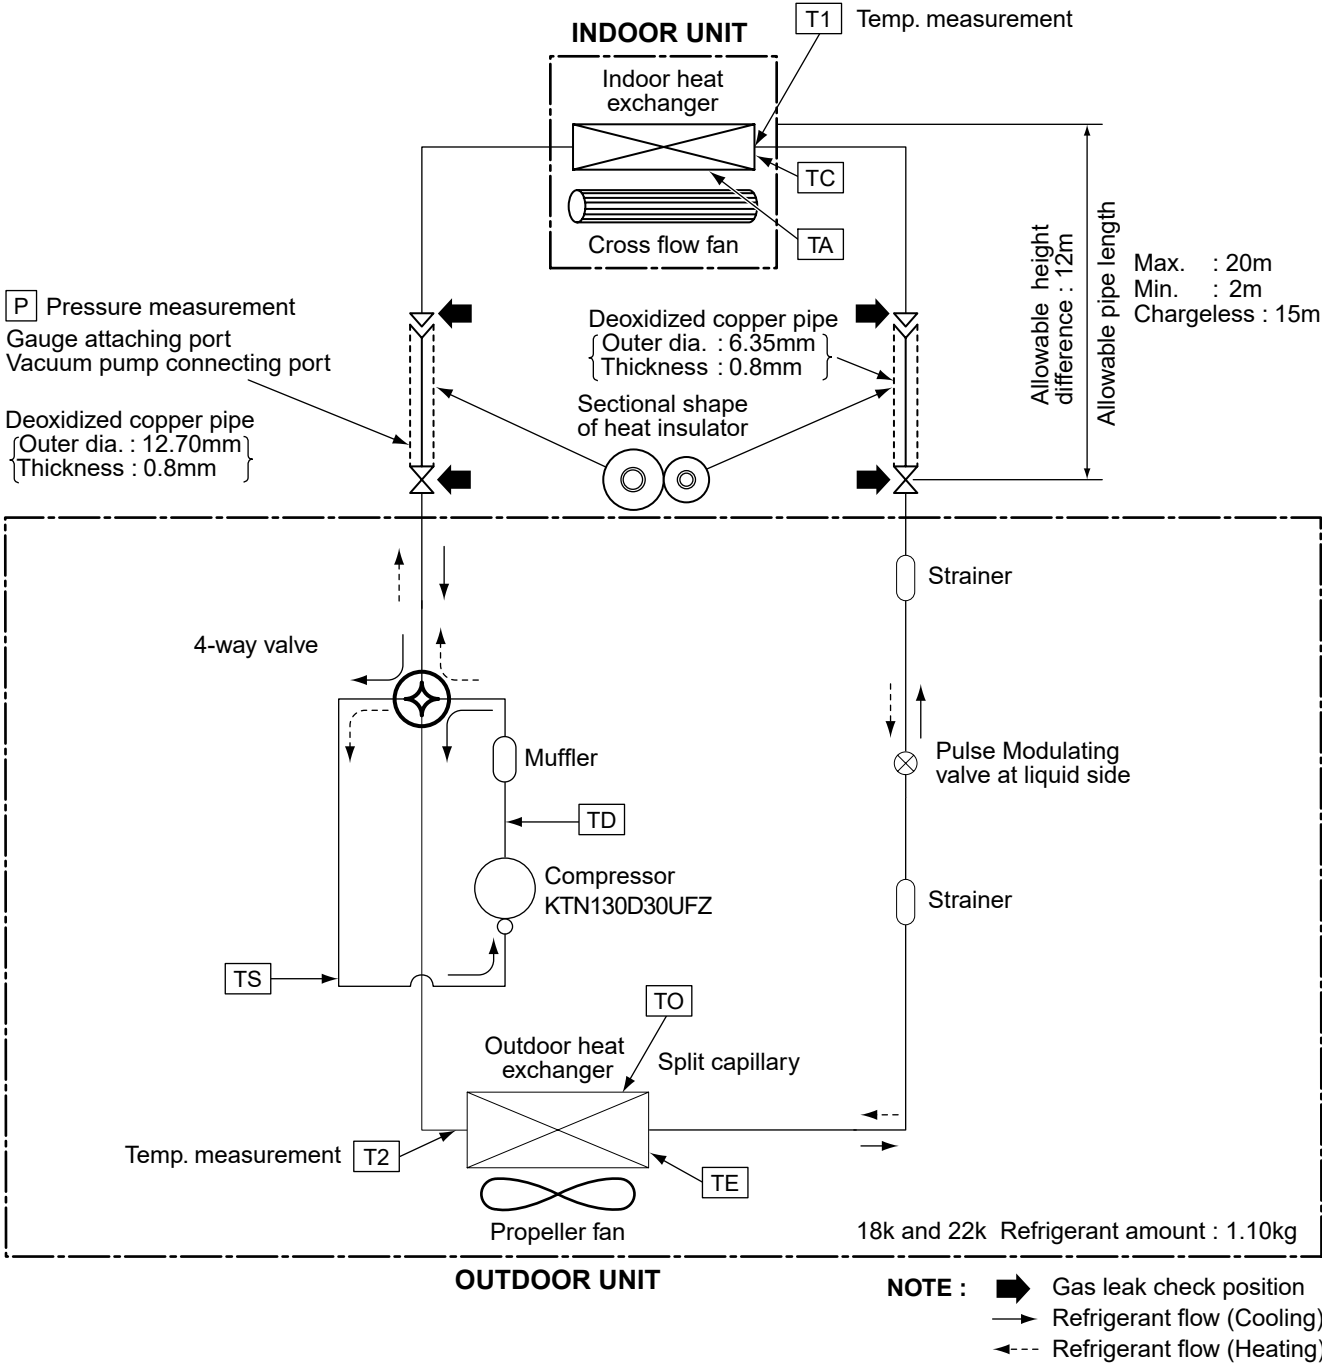 T1 Temp. measurement
INDOOR UNIT
Indoor heat
exchanger
TC
TA
Cross flow fan
Allowable height
difference : 12m
Allowable pipe length
Max. : 20m
Min. : 2m
Chargeless : 15m
P Pressure measurement
Gauge attaching port
Vacuum pump connecting port
Deoxidized copper pipe
Outer dia. : 12.70mm
Thickness : 0.8mm
Deoxidized copper pipe
Outer dia. : 6.35mm
Thickness : 0.8mm
Sectional shape
of heat insulator
Strainer
4-way valve
Muffler
Pulse Modulating
valve at liquid side
TD
Compressor
KTN130D30UFZ
Strainer
TS
TO
Outdoor heat
exchanger
Split capillary
Temp. measurement T2
TE
Propeller fan
18k and 22k Refrigerant amount : 1.10kg
OUTDOOR UNIT
NOTE : Gas leak check position
Refrigerant flow (Cooling)
Refrigerant flow (Heating)